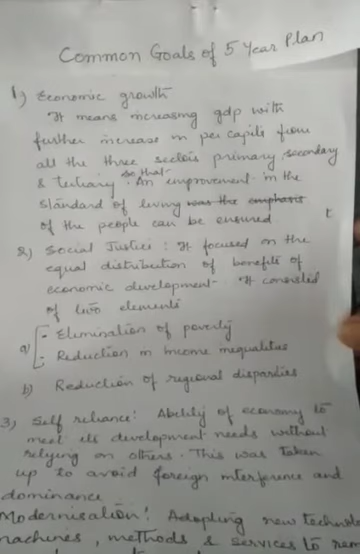 Common Goals of 5 Year Plan
1) Economic growth
It means increasing gdp with
further increase in per capita from
all the three sectors primary, secondary
& tertiary so that An improvement in the
standard of living was the emphasis
of the people can be ensured
2) Social Justice : It focused on the
equal distribution of benefits of
economic development. It consisted
of two elements
a) - Elimination of poverty
- Reduction in income inequalities
b) Reduction of regional disparities
3) Self reliance : Ability of economy to
meet its development needs without
relying on others. This was taken
up to avoid foreign interference and
dominance
Modernisation : Adopting new technolo
machines, methods & services to